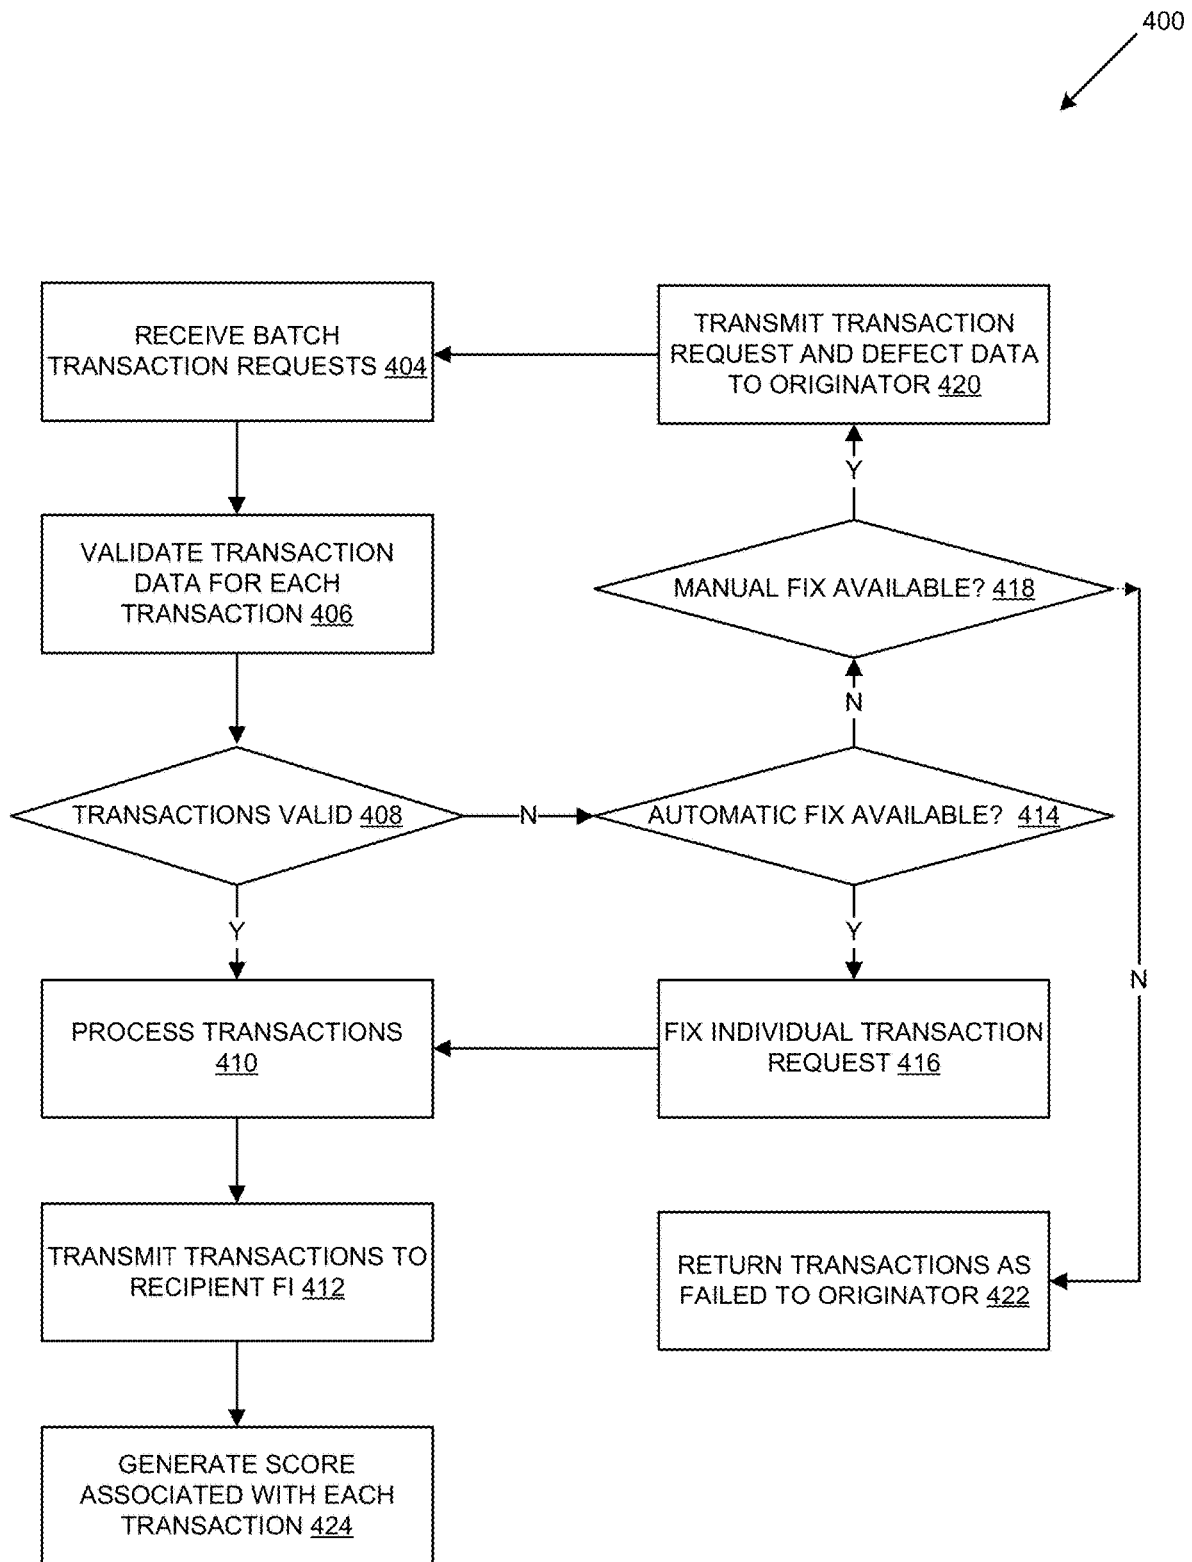 400
RECEIVE BATCH
TRANSACTION REQUESTS 404
TRANSMIT TRANSACTION
REQUEST AND DEFECT DATA
TO ORIGINATOR 420
Y
VALIDATE TRANSACTION
DATA FOR EACH
TRANSACTION 406
MANUAL FIX AVAILABLE? 418
N
TRANSACTIONS VALID 408
N
AUTOMATIC FIX AVAILABLE? 414
Y
Y
N
PROCESS TRANSACTIONS
410
FIX INDIVIDUAL TRANSACTION
REQUEST 416
TRANSMIT TRANSACTIONS TO
RECIPIENT FI 412
RETURN TRANSACTIONS AS
FAILED TO ORIGINATOR 422
GENERATE SCORE
ASSOCIATED WITH EACH
TRANSACTION 424